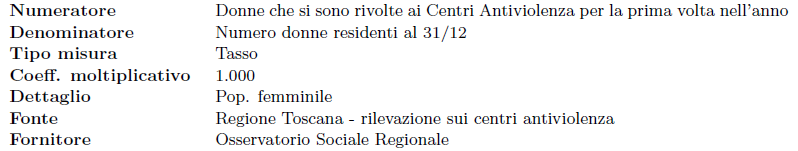 Numeratore Donne che si sono rivolte ai Centri Antiviolenza per la prima volta nell'anno
Denominatore Numero donne residenti al 31/12
Tipo misura Tasso
Coeff. moltiplicativo 1.000
Dettaglio Pop. femminile
Fonte Regione Toscana - rilevazione sui centri antiviolenza
Fornitore Osservatorio Sociale Regionale